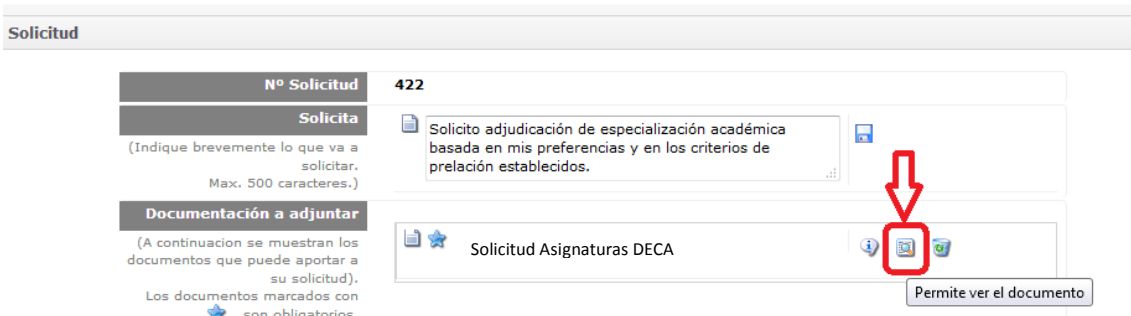 Solicitud
Nº Solicitud
422
Solicita
(Indique brevemente lo que va a
solicitar.
Max. 500 caracteres.)
Solicito adjudicación de especialización académica
basada en mis preferencias y en los criterios de
prelación establecidos.
Documentación a adjuntar
(A continuacion se muestran los
documentos que puede aportar a
su solicitud).
Los documentos marcados con
son obligatorios.
Solicitud Asignaturas DECA
Permite ver el documento